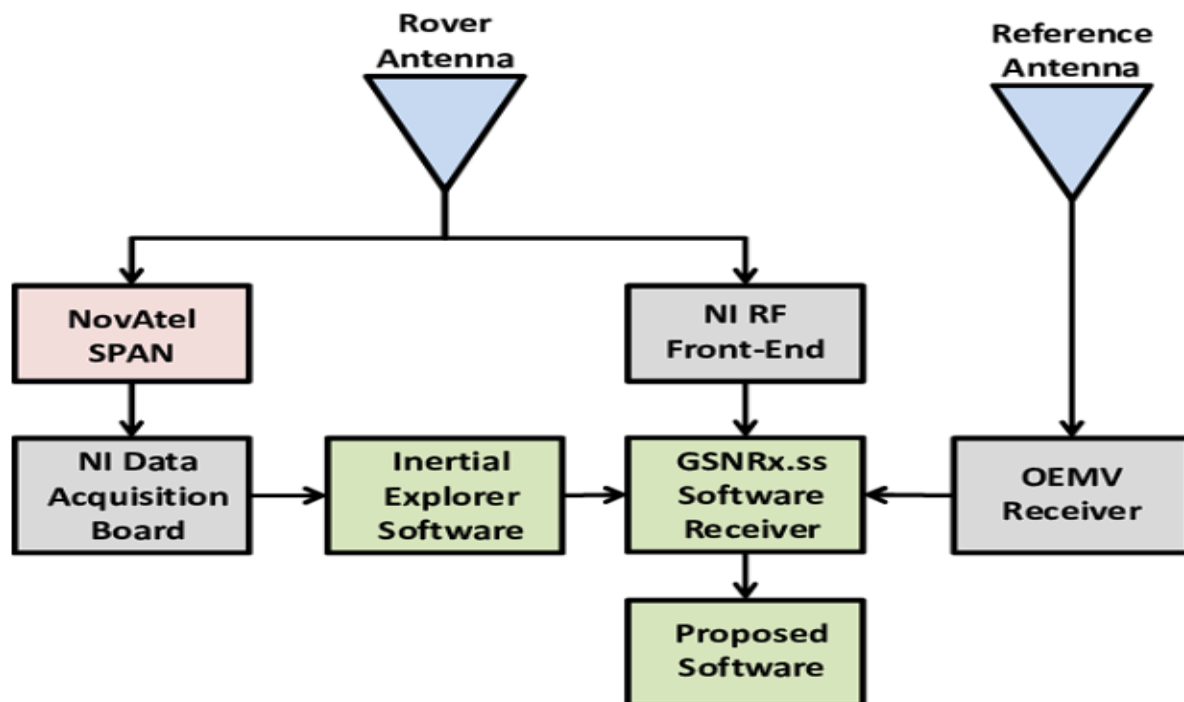 Rover
Antenna
Reference
Antenna
NovAtel
SPAN
NI RF
Front-End
NI Data
Acquisition
Board
Inertial
Explorer
Software
GSNRx.ss
Software
Receiver
OEMV
Receiver
Proposed
Software